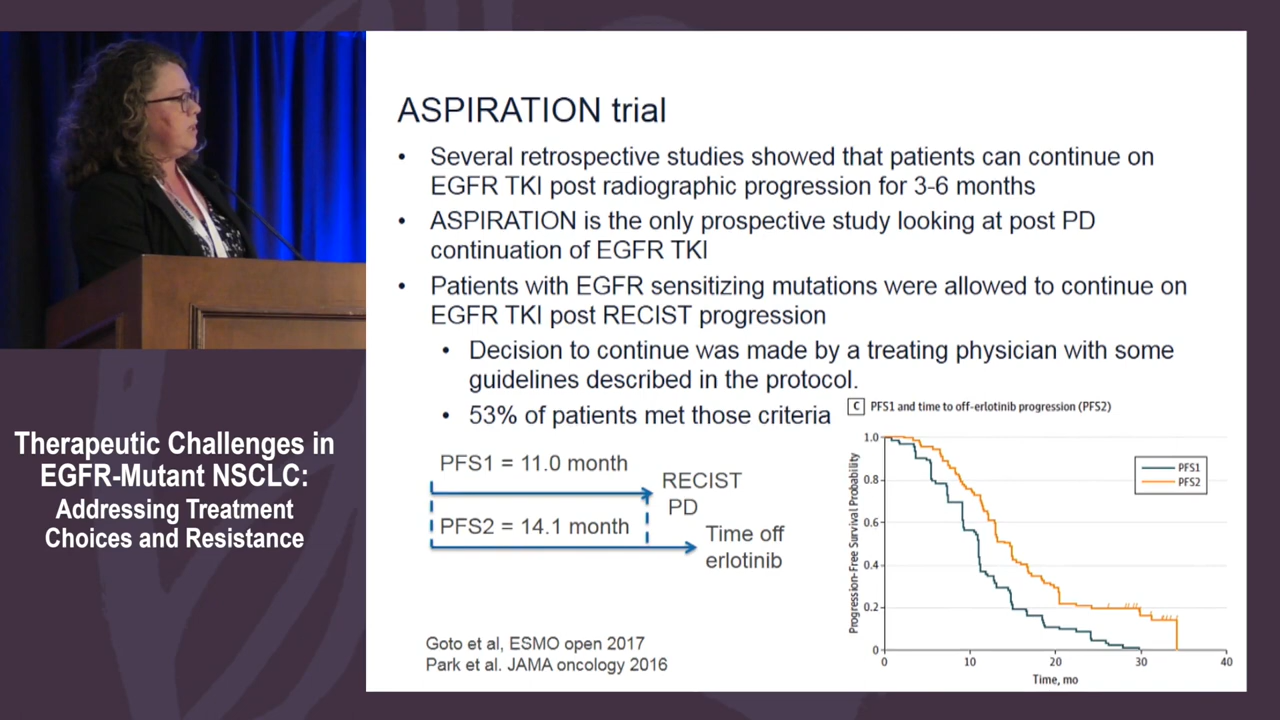 ASPIRATION trial
• Several retrospective studies showed that patients can continue on
EGFR TKI post radiographic progression for 3-6 months
• ASPIRATION is the only prospective study looking at post PD
continuation of EGFR TKI
• Patients with EGFR sensitizing mutations were allowed to continue on
EGFR TKI post RECIST progression
• Decision to continue was made by a treating physician with some
guidelines described in the protocol.
• 53% of patients met those criteria
PFS1 = 11.0 month
RECIST
PD
PFS2 = 14.1 month
Time off
erlotinib
Goto et al, ESMO open 2017
Park et al. JAMA oncology 2016
C PFS1 and time to off-erlotinib progression (PFS2)
Progression-Free Survival Probability
1.0
0.8
0.6
0.4
0.2
0
0 10 20 30 40
Time, mo
PFS1
PFS2
Therapeutic Challenges in
EGFR-Mutant NSCLC:
Addressing Treatment
Choices and Resistance